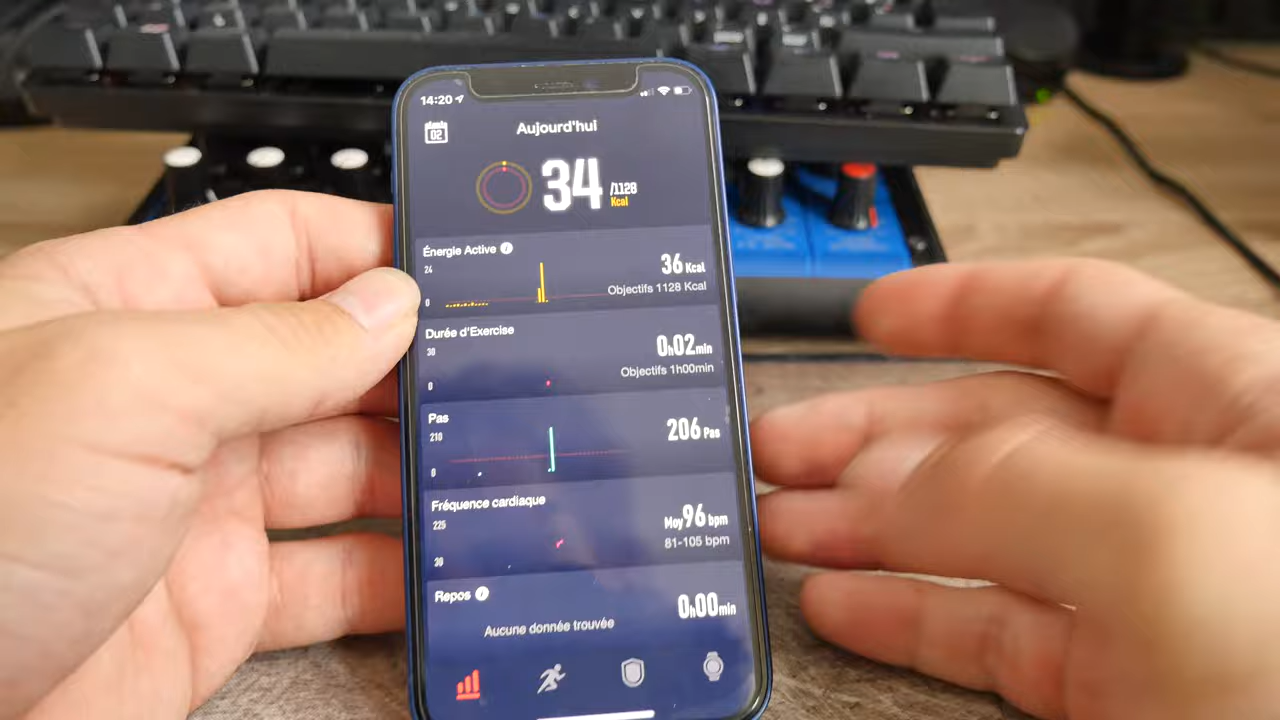 14:20
02
Aujourd'hui
34 /1128
Kcal
Énergie Active
24
36 Kcal
0
Objectifs 1128 Kcal
Durée d'Exercise
30
0h02min
0
Objectifs 1h00min
Pas
210
206 Pas
0
Fréquence cardiaque
225
Moy 96 bpm
30
81-105 bpm
Repos
0h00min
Aucune donnée trouvée